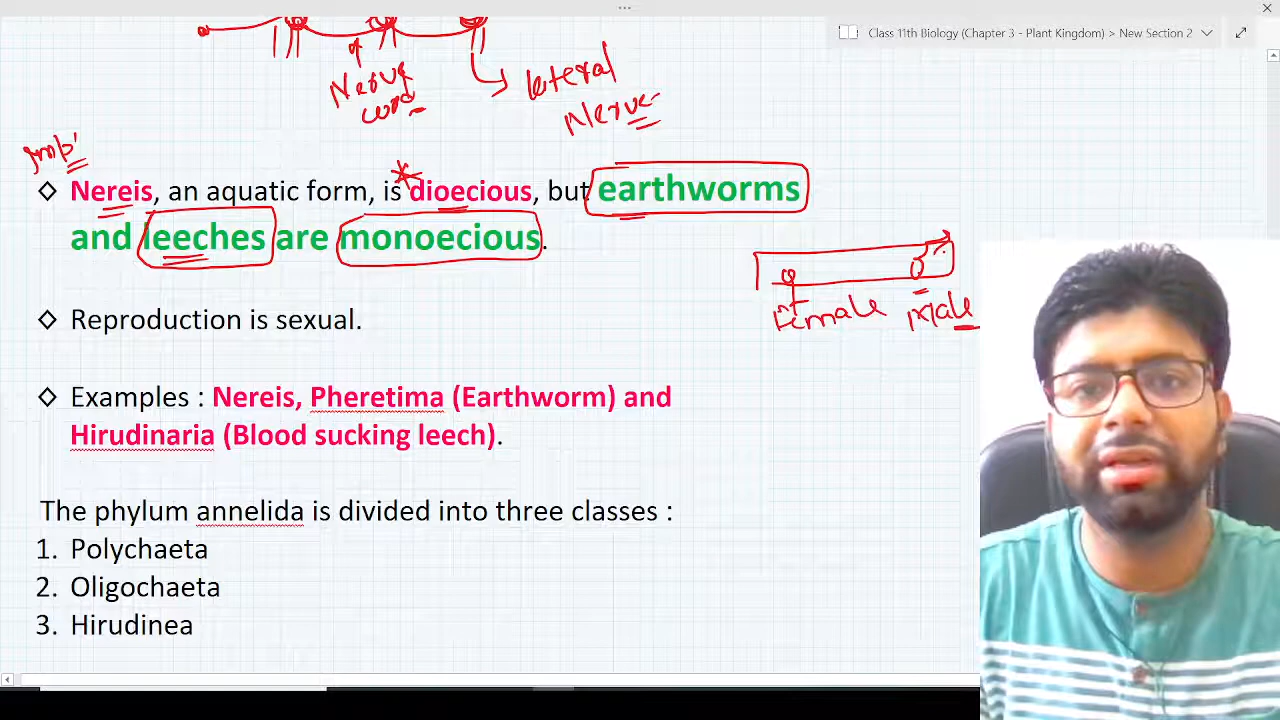 Class 11th Biology (Chapter 3 - Plant Kingdom) > New Section 2
Nerve
cord
lateral
Nerve
Imp'
◇ Nereis, an aquatic form, is dioecious, but earthworms
and leeches are monoecious.
Female
Male
◇ Reproduction is sexual.
◇ Examples : Nereis, Pheretima (Earthworm) and
Hirudinaria (Blood sucking leech).
The phylum annelida is divided into three classes :
1. Polychaeta
2. Oligochaeta
3. Hirudinea